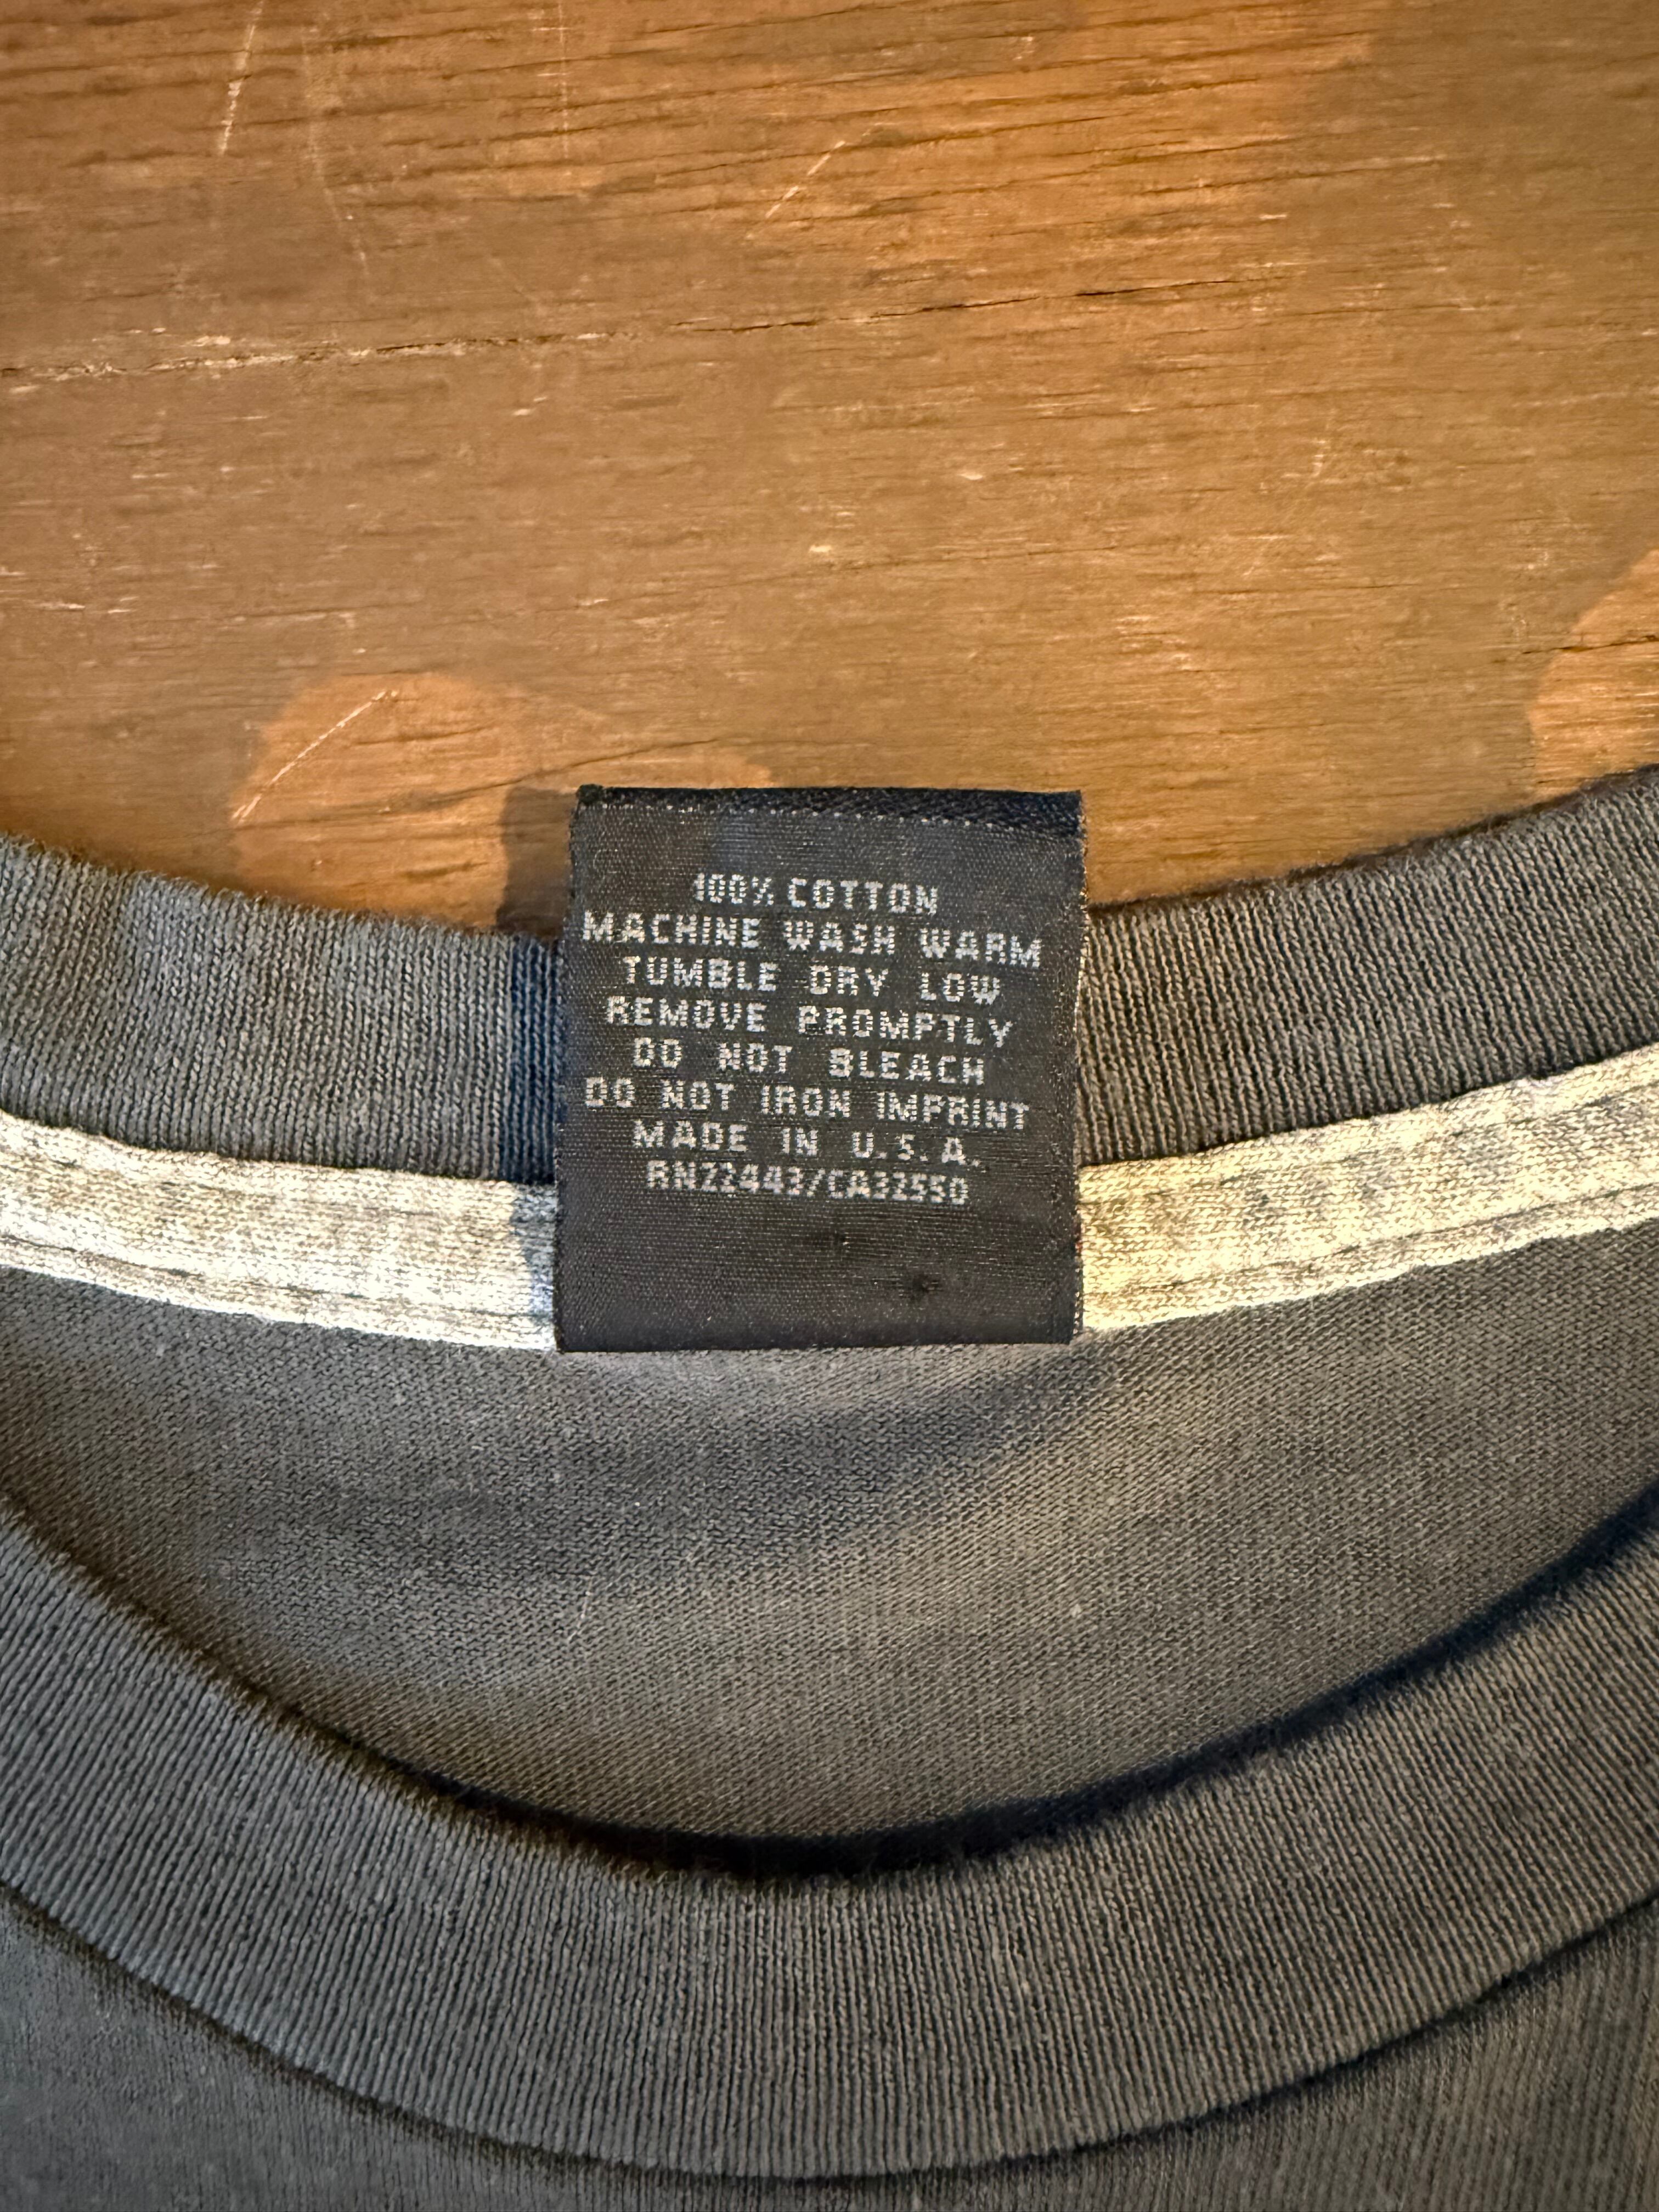 100% COTTON
MACHINE WASH WARM
TUMBLE DRY LOW
REMOVE PROMPTLY
DO NOT BLEACH
DO NOT IRON IMPRINT
MADE IN U.S.A.
RN22443/CA32550